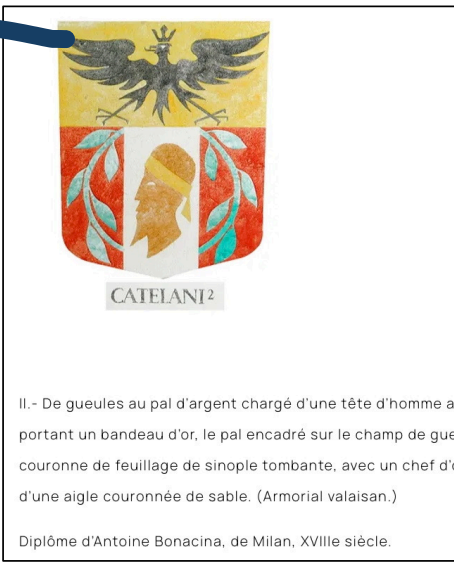 CATELANI²
II.- De gueules au pal d'argent chargé d'une tête d'homme a
portant un bandeau d'or, le pal encadré sur le champ de gue
couronne de feuillage de sinople tombante, avec un chef d'
d'une aigle couronnée de sable. (Armorial valaisan.)
Diplôme d'Antoine Bonacina, de Milan, XVIIIe siècle.